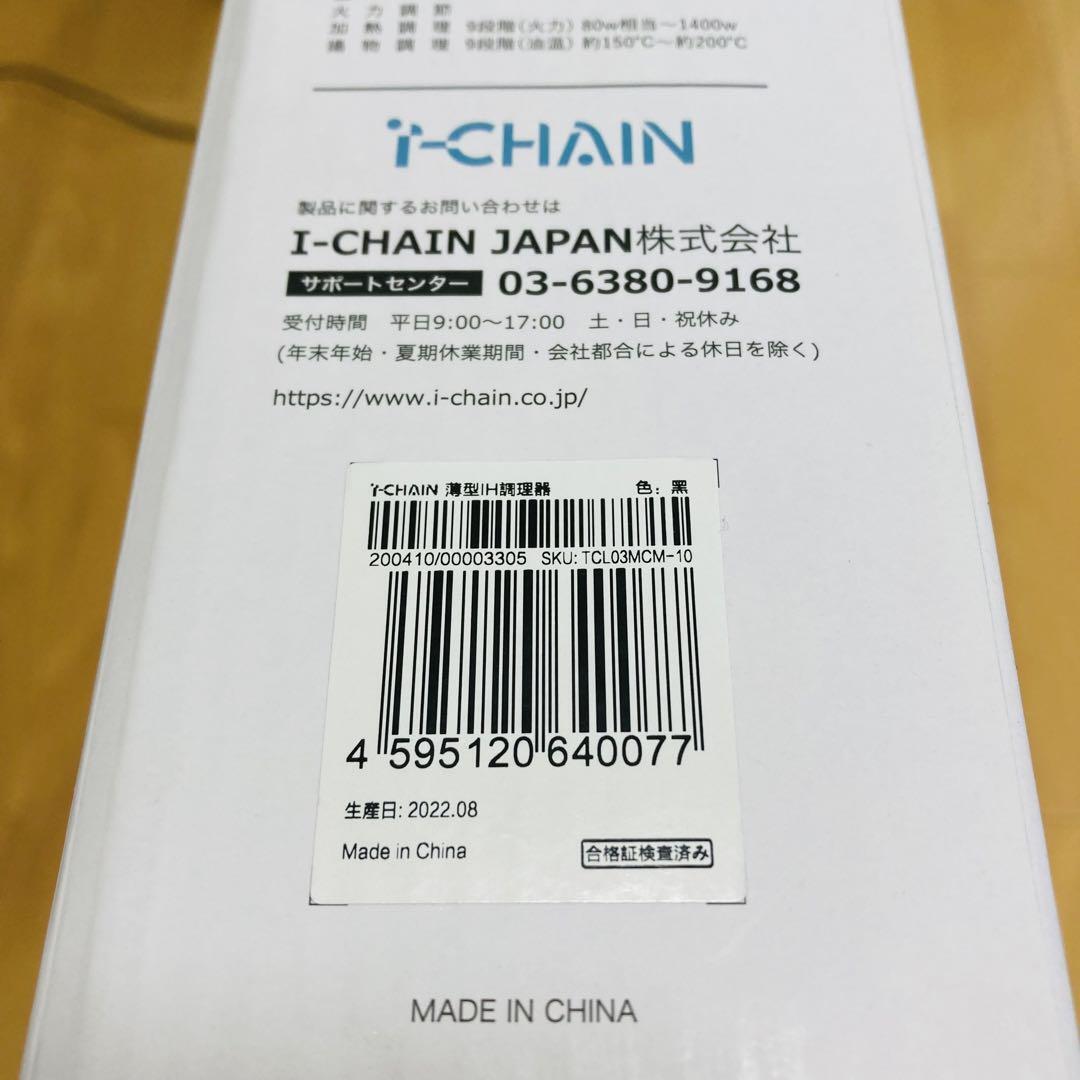 火力調節
加熱調理 9段階(火力) 80w相当～1400w
揚物調理 9段階(油温) 約150℃～約200℃
i-CHAIN
製品に関するお問い合わせは
I-CHAIN JAPAN株式会社
サポートセンター 03-6380-9168
受付時間 平日9:00～17:00 土・日・祝休み
(年末年始・夏期休業期間・会社都合による休日を除く)
https://www.i-chain.co.jp/
i-CHAIN 薄型IH調理器 色：黑
200410/00003305 SKU: TCL03MCM-10
4 595120 640077
生産日: 2022.08
Made in China 合格証検査済み
MADE IN CHINA